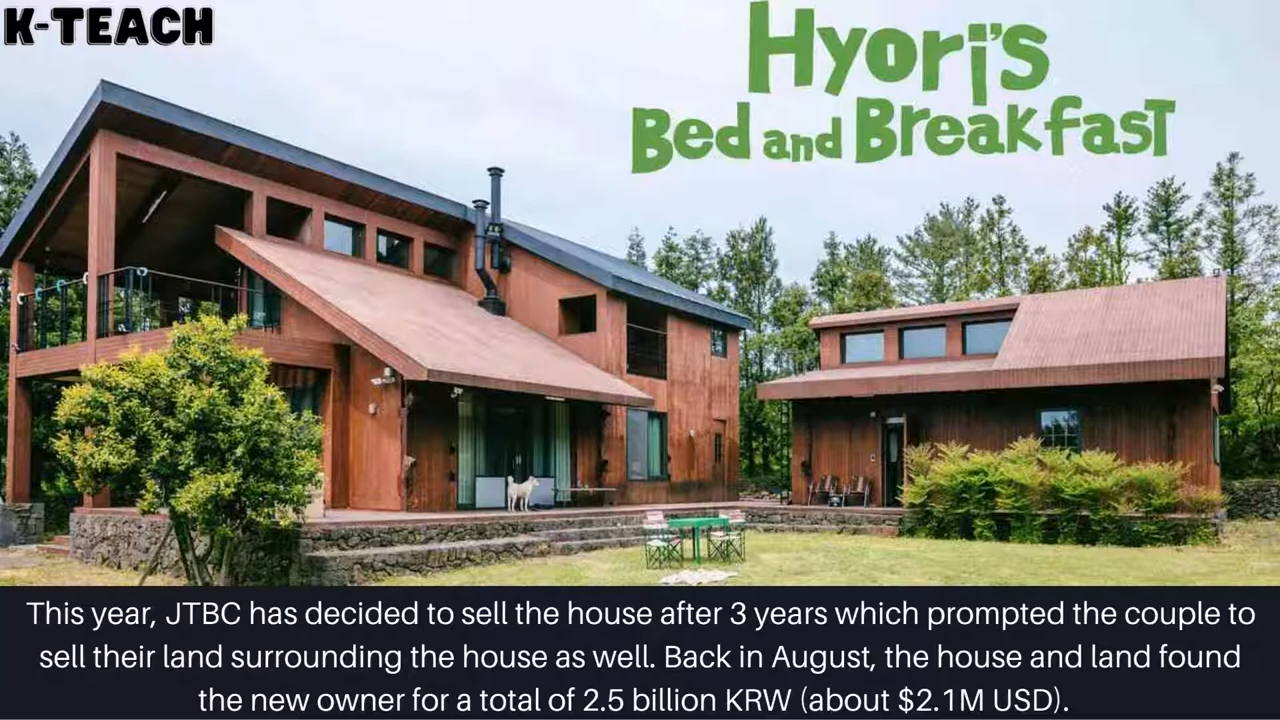 K-TEACH
Hyori's
Bed and Breakfast
This year, JTBC has decided to sell the house after 3 years which prompted the couple to
sell their land surrounding the house as well. Back in August, the house and land found
the new owner for a total of 2.5 billion KRW (about $2.1M USD).